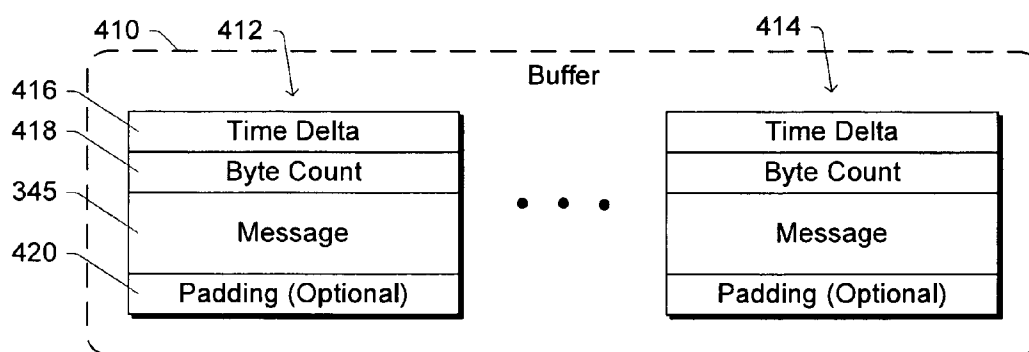 410 412 414
Buffer
416 Time Delta Time Delta
418 Byte Count Byte Count
345 Message Message
420 Padding (Optional) Padding (Optional)